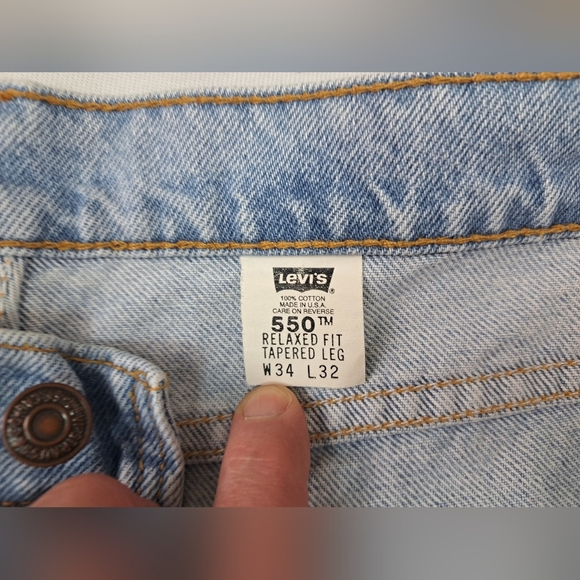 LEVI'S
®
100% COTTON
MADE IN U.S.A.
CARE ON REVERSE
550™
RELAXED FIT
TAPERED LEG
W34 L32